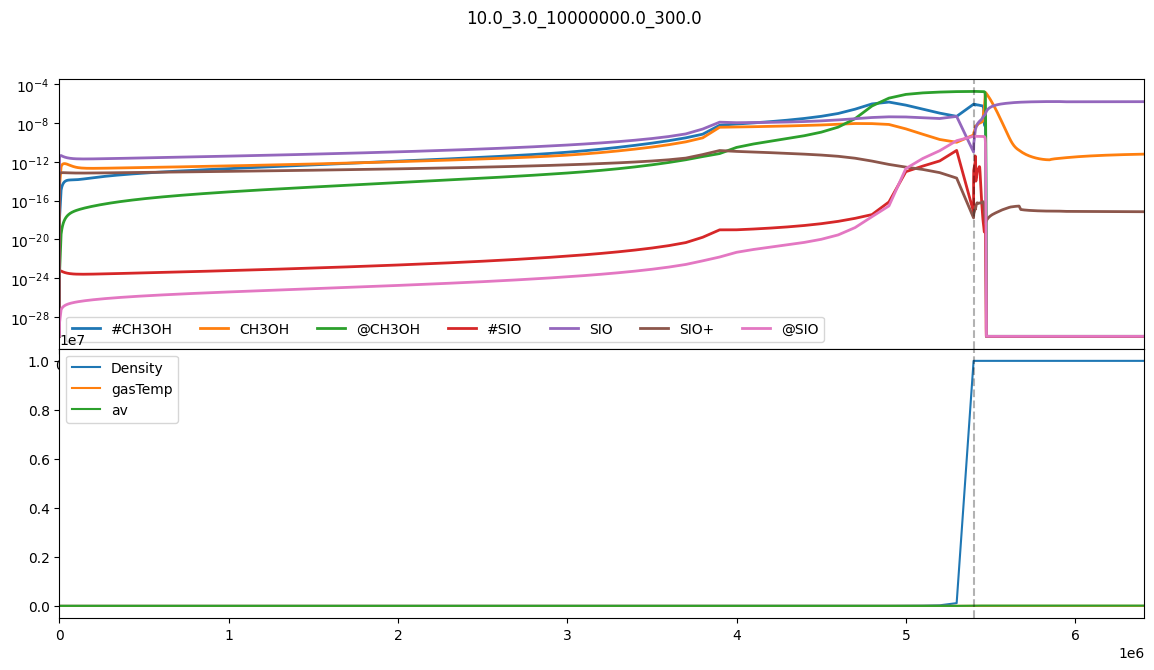 10.0_3.0_10000000.0_300.0
10⁻⁴
10⁻⁸
10⁻¹²
10⁻¹⁶
10⁻²⁰
10⁻²⁴
10⁻²⁸
#CH3OH CH3OH @CH3OH #SIO SIO SIO+ @SIO
1e7
1.0
0.8
0.6
0.4
0.2
0.0
Density
gasTemp
av
0 1 2 3 4 5 6
1e6